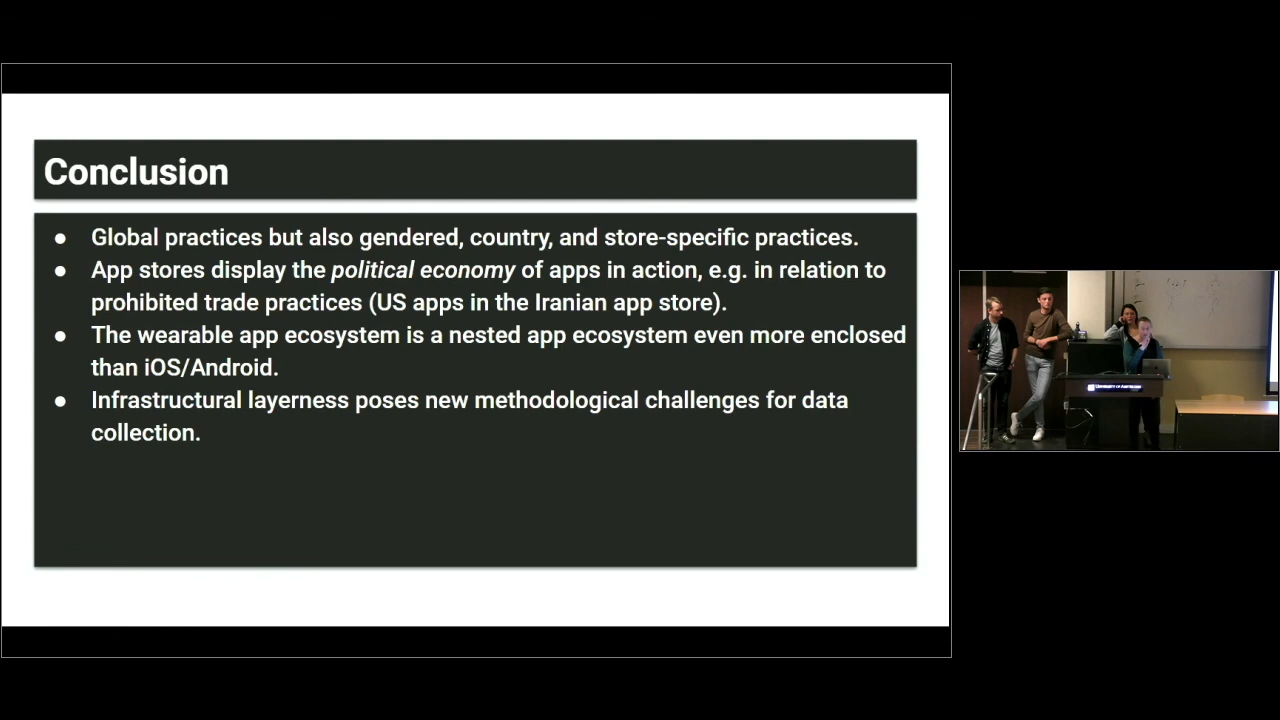 Conclusion
● Global practices but also gendered, country, and store-specific practices.
● App stores display the political economy of apps in action, e.g. in relation to
prohibited trade practices (US apps in the Iranian app store).
● The wearable app ecosystem is a nested app ecosystem even more enclosed
than iOS/Android.
● Infrastructural layerness poses new methodological challenges for data
collection.
University of Amsterdam